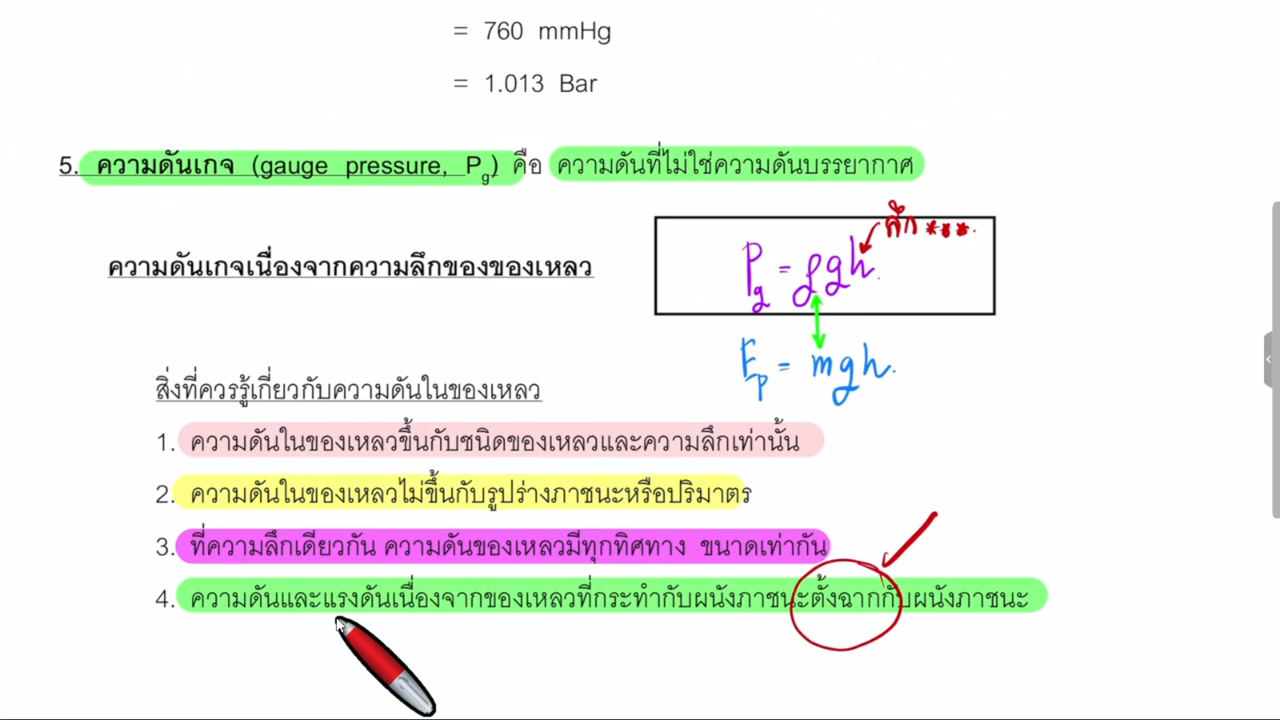 = 760 mmHg
= 1.013 Bar
5. ความดันเกจ (gauge pressure, Pg) คือ ความดันที่ไม่ใช่ความดันบรรยากาศ
ลึก ***.
ความดันเกจเนื่องจากความลึกของของเหลว
Pg = ρgh.
Ep = mgh.
สิ่งที่ควรรู้เกี่ยวกับความดันในของเหลว
1. ความดันในของเหลวขึ้นกับชนิดของเหลวและความลึกเท่านั้น
2. ความดันในของเหลวไม่ขึ้นกับรูปร่างภาชนะหรือปริมาตร
3. ที่ความลึกเดียวกัน ความดันของเหลวมีทุกทิศทาง ขนาดเท่ากัน
4. ความดันและแรงดันเนื่องจากของเหลวที่กระทำกับผนังภาชนะตั้งฉากกับผนังภาชนะ